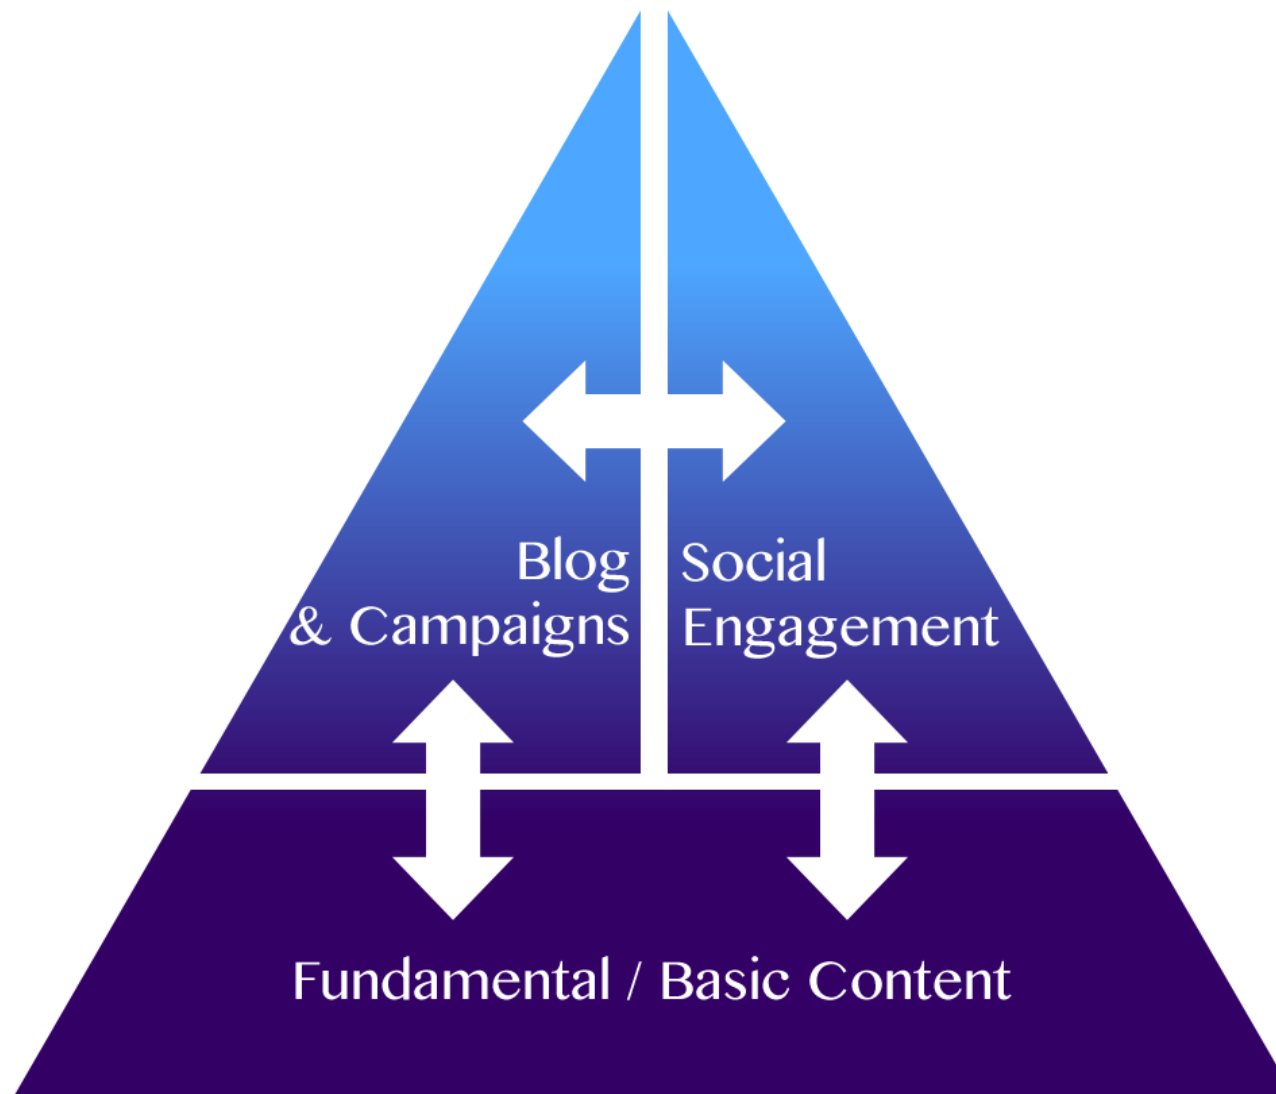 Blog
& Campaigns
Social
Engagement
Fundamental / Basic Content